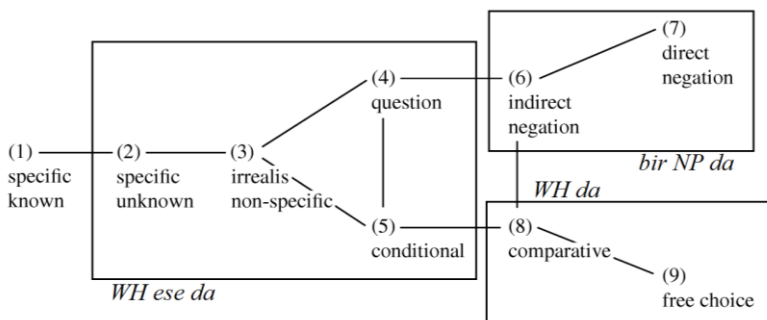 (7)
direct
negation
(4)
question
(6)
indirect
negation
bir NP da
(1)
specific
known
(2)
specific
unknown
(3)
irrealis
non-specific
WH da
(5)
conditional
(8)
comparative
(9)
free choice
WH ese da